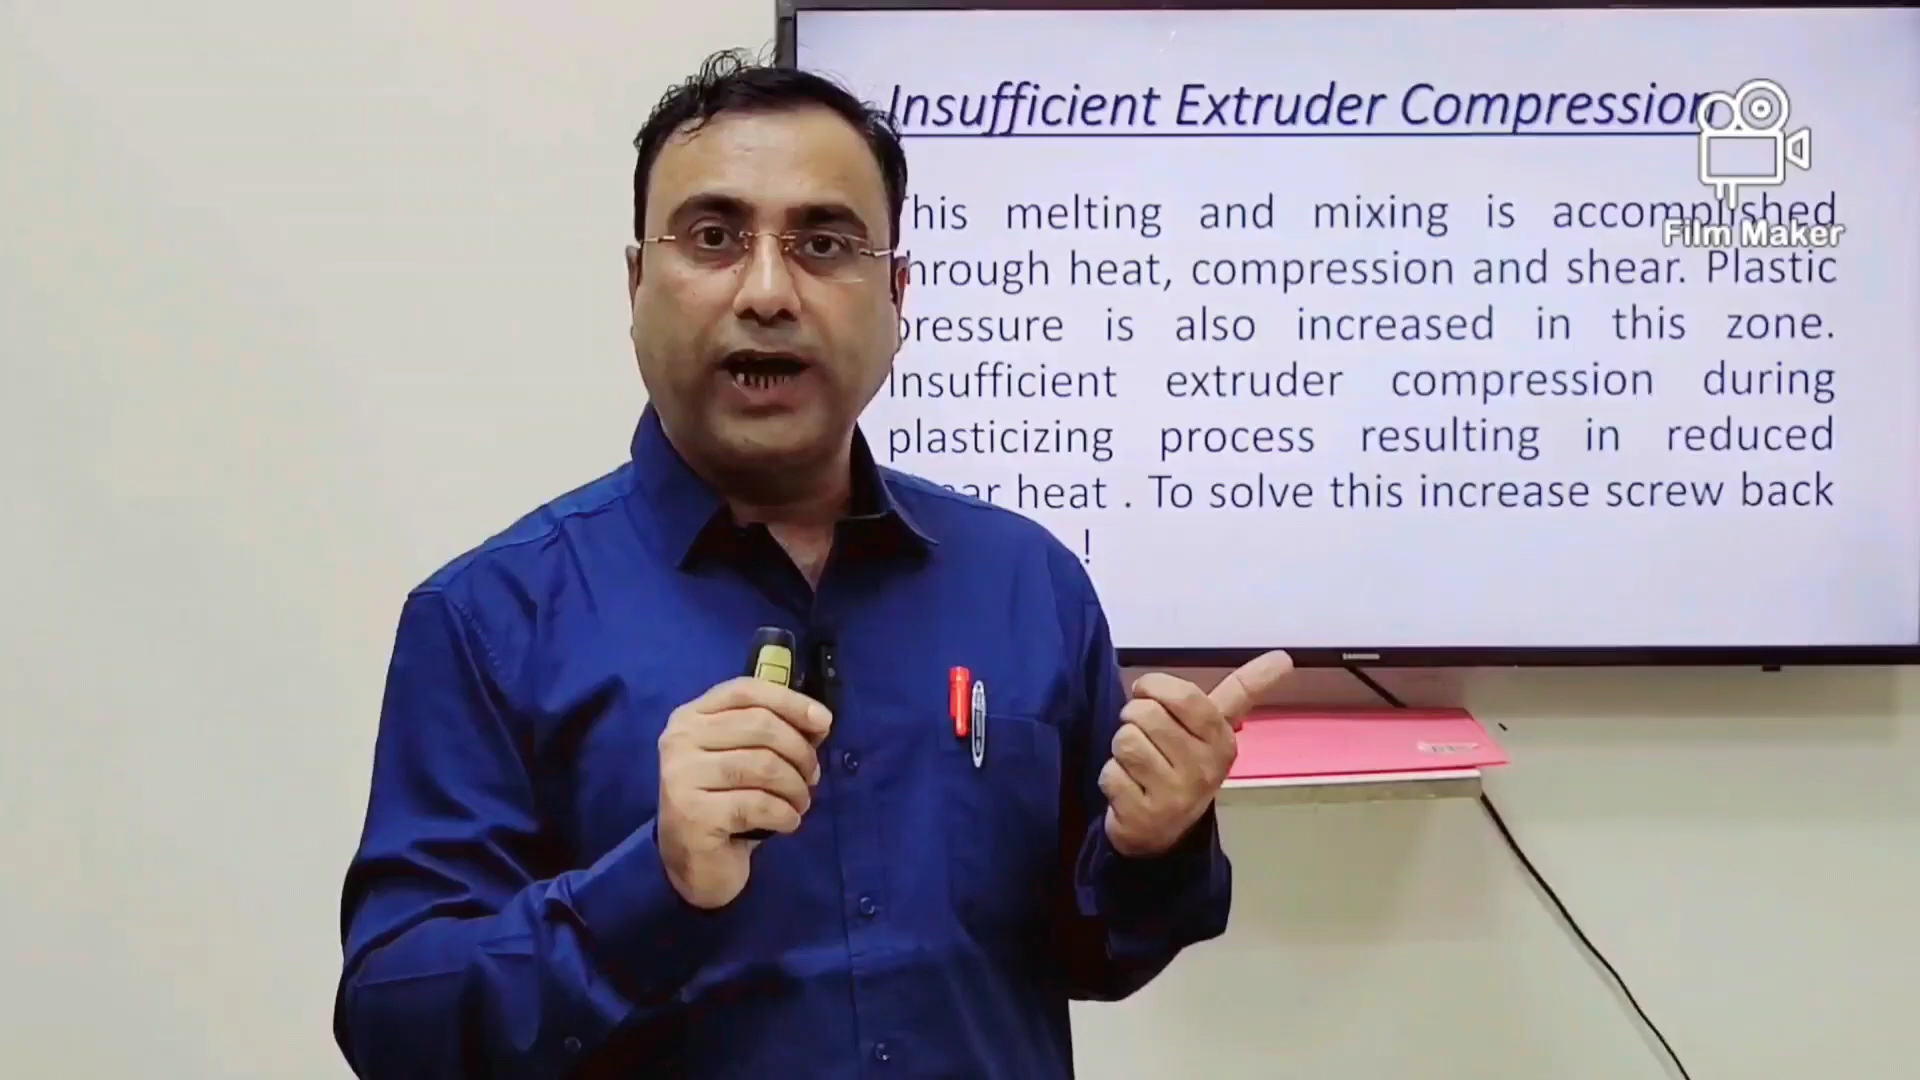 Insufficient Extruder Compression
This melting and mixing is accomplished
through heat, compression and shear. Plastic
pressure is also increased in this zone.
Insufficient extruder compression during
plasticizing process resulting in reduced
heat . To solve this increase screw back
!
Film Maker
SAMSUNG